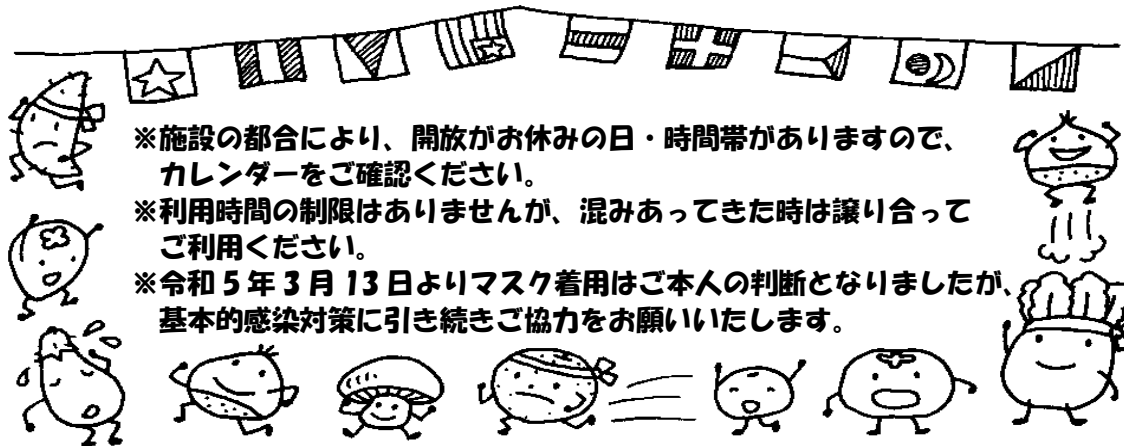 ※施設の都合により、開放がお休みの日・時間帯がありますので、
カレンダーをご確認ください。
※利用時間の制限はありませんが、混みあってきた時は譲り合って
ご利用ください。
※令和5年3月13日よりマスク着用はご本人の判断となりましたが、
基本的感染対策に引き続きご協力をお願いいたします。